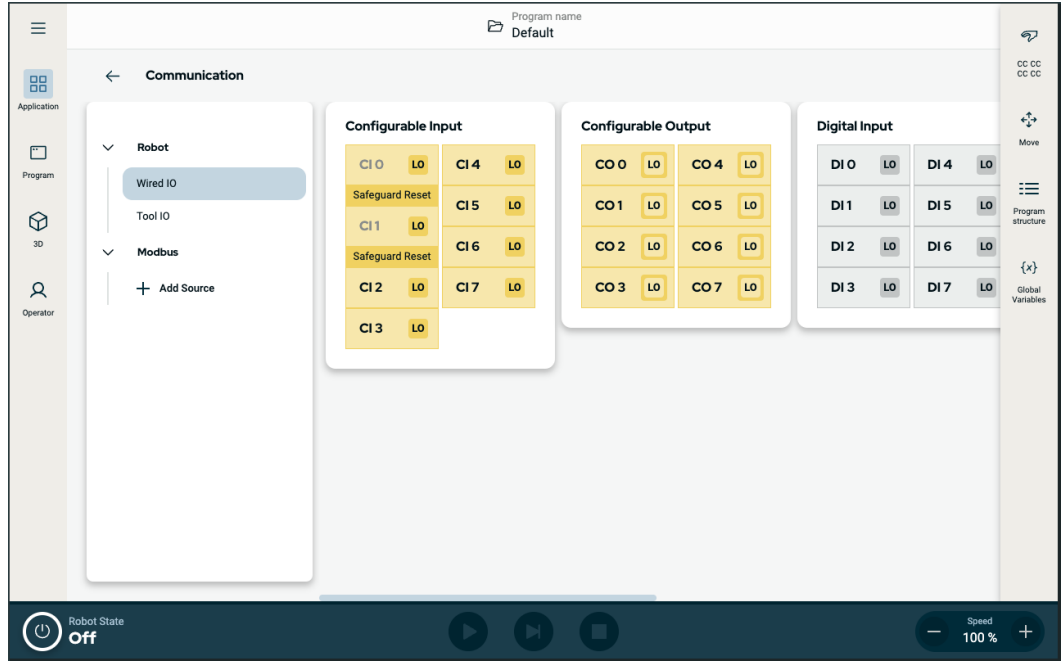 Program name
Default
Application
Program
3D
Operator
Communication
Robot
Wired IO
Tool IO
Modbus
Add Source
Configurable Input
CI 0 LO CI 4 LO
Safeguard Reset
CI 5 LO
CI 1 LO
CI 6 LO
Safeguard Reset
CI 2 LO CI 7 LO
CI 3 LO
Configurable Output
CO 0 LO CO 4 LO
CO 1 LO CO 5 LO
CO 2 LO CO 6 LO
CO 3 LO CO 7 LO
Digital Input
DI 0 LO DI 4 LO
DI 1 LO DI 5 LO
DI 2 LO DI 6 LO
DI 3 LO DI 7 LO
CC CC
CC CC
Move
Program
structure
{x}
Global
Variables
Robot State
Off
Speed
100 %